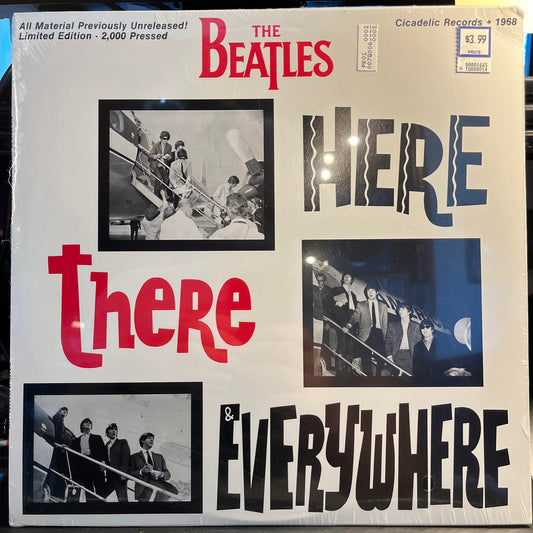 All Material Previously Unreleased!
Limited Edition - 2,000 Pressed
Cicadelic Records • 1968
THE
BEATLES
$3.99
PRICE
HERE
there
& EVERYWHERE